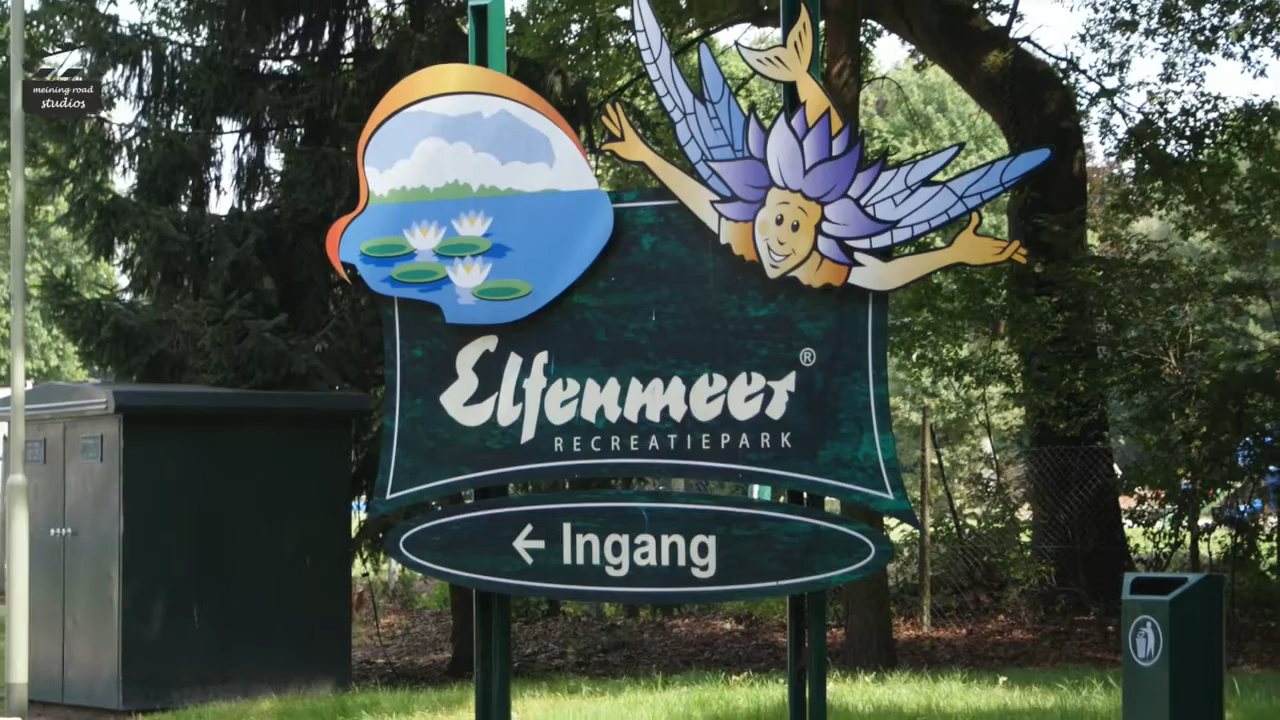 meining road
studios
Elfenmeer®
RECREATIEPARK
← Ingang